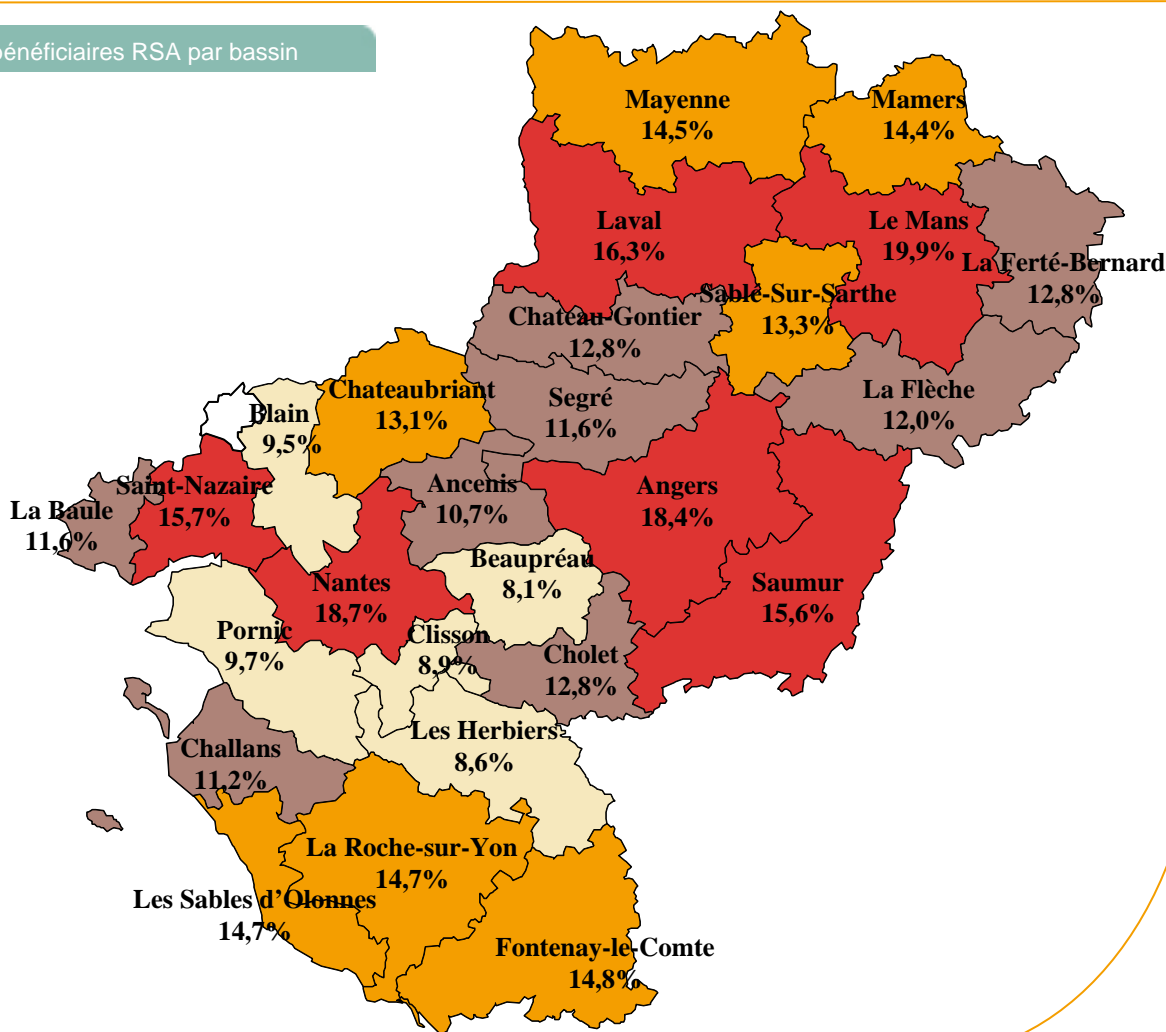 bénéficiaires RSA par bassin
Mayenne
14,5%
Mamers
14,4%
Laval
16,3%
Le Mans
19,9%
La Ferté-Bernard
12,8%
Sablé-Sur-Sarthe
13,3%
Chateau-Gontier
12,8%
Chateaubriant
13,1%
Segré
11,6%
La Flèche
12,0%
Blain
9,5%
Saint-Nazaire
15,7%
La Baule
11,6%
Ancenis
10,7%
Angers
18,4%
Beaupréau
8,1%
Nantes
18,7%
Saumur
15,6%
Pornic
9,7%
Clisson
8,9%
Cholet
12,8%
Les Herbiers
8,6%
Challans
11,2%
La Roche-sur-Yon
14,7%
Les Sables d'Olonnes
14,7%
Fontenay-le-Comte
14,8%